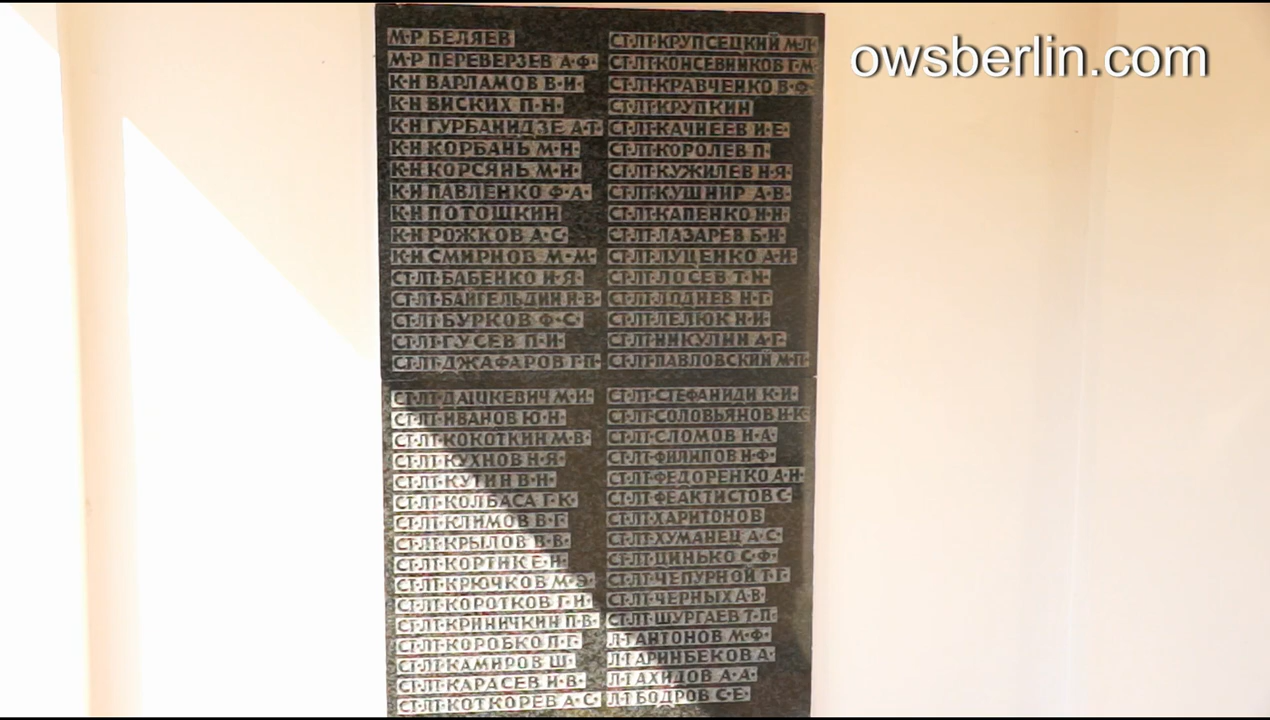 owsberlin.com
М·Р БЕЛЯЕВ
М·Р ПЕРЕВЕРЗЕВ А·Ф·
К·Н ВАРЛАМОВ В·И·
К·Н ВИСКИХ П·Н·
К·Н ГУРБАНИДЗЕ А·Т·
К·Н КОРБАНЬ М·Н·
К·Н КОРСЯНЬ М·Н·
К·Н ПАВЛЕНКО Ф·А·
К·Н ПОТОШКИН
К·Н РОЖКОВ А·С·
К·Н СМИРНОВ М·М·
СТ·ЛТ·БАБЕНКО И·Я·
СТ·ЛТ·БАЙГЕЛЬДИН Н·В·
СТ·ЛТ·БУРКОВ Ф·С·
СТ·ЛТ·ГУСЕВ П·И·
СТ·ЛТ·ДЖАФАРОВ Г·П·
СТ·ЛТ·ДАШКЕВИЧ М·И·
СТ·ЛТ·ИВАНОВ Ю·Н·
СТ·ЛТ·КОКОТКИН М·В·
СТ·ЛТ·КУХНОВ Н·Я·
СТ·ЛТ·КУТИН В·Н·
СТ·ЛТ·КОЛБАСА Г·К·
СТ·ЛТ·КЛИМОВ В·Г·
СТ·ЛТ·КРЫЛОВ В·В·
СТ·ЛТ·КОРТИК Е·Н·
СТ·ЛТ·КРЮЧКОВ М·Э·
СТ·ЛТ·КОРОТКОВ Г·И·
СТ·ЛТ·КРИНИЧКИН П·В·
СТ·ЛТ·КОРОБКО П·Г·
СТ·ЛТ·КАМИРОВ Ш·
СТ·ЛТ·КАРАСЕВ И·В·
СТ·ЛТ·КОТКОРЕВ А·С·
СТ·ЛТ·КРУПСЕЦКИЙ М·Л·
СТ·ЛТ·КОНСЕВНИКОВ Г·М·
СТ·ЛТ·КРАВЧЕНКО В·Ф·
СТ·ЛТ·КРУПКИН
СТ·ЛТ·КАЧНЕЕВ И·Е·
СТ·ЛТ·КОРОЛЕВ П·
СТ·ЛТ·КУЖИЛЕВ Н·Я·
СТ·ЛТ·КУШНИР А·В·
СТ·ЛТ·КАПЕНКО И·Н·
СТ·ЛТ·ЛАЗАРЕВ Б·Н·
СТ·ЛТ·ЛУЦЕНКО А·И·
СТ·ЛТ·ЛОСЕВ Т·Н·
СТ·ЛТ·ЛОДНЕВ Н·Г·
СТ·ЛТ·ЛЕЛЮК Н·И·
СТ·ЛТ·НИКУЛИН А·Г·
СТ·ЛТ·ПАВЛОВСКИЙ М·П·
СТ·ЛТ·СТЕФАНИДИ К·И·
СТ·ЛТ·СОЛОВЬЯНОВ Н·К·
СТ·ЛТ·СЛОМОВ Н·А·
СТ·ЛТ·ФИЛИПОВ Н·Ф·
СТ·ЛТ·ФЕДОРЕНКО А·Н·
СТ·ЛТ·ФЕАКТИСТОВ С·
СТ·ЛТ·ХАРИТОНОВ
СТ·ЛТ·ХУМАНЕЦ А·С·
СТ·ЛТ·ЦИНЬКО С·Ф·
СТ·ЛТ·ЧЕПУРНОЙ Т·Г·
СТ·ЛТ·ЧЕРНЫХ А·В·
СТ·ЛТ·ШУРГАЕВ Т·П·
Л·Т АНТОНОВ М·Ф·
Л·Т АРИНБЕКОВ А·
Л·Т АХИДОВ А·А·
Л·Т БОДРОВ С·Е·